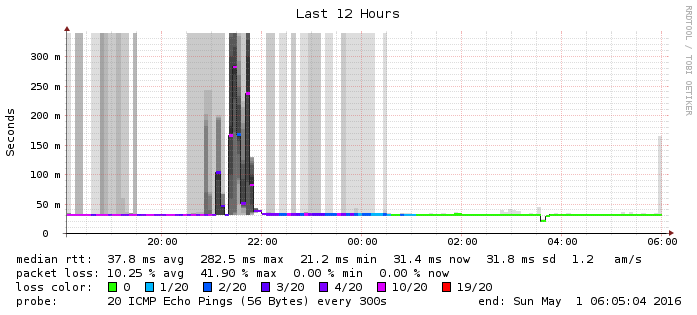 Last 12 Hours
RRDTOOL / TOBI OETIKER
Seconds
300 m
250 m
200 m
150 m
100 m
50 m
0
20:00 22:00 00:00 02:00 04:00 06:00
median rtt: 37.8 ms avg 282.5 ms max 21.2 ms min 31.4 ms now 31.8 ms sd 1.2 am/s
packet loss: 10.25 % avg 41.90 % max 0.00 % min 0.00 % now
loss color: 0 1/20 2/20 3/20 4/20 10/20 19/20
probe: 20 ICMP Echo Pings (56 Bytes) every 300s end: Sun May 1 06:05:04 2016